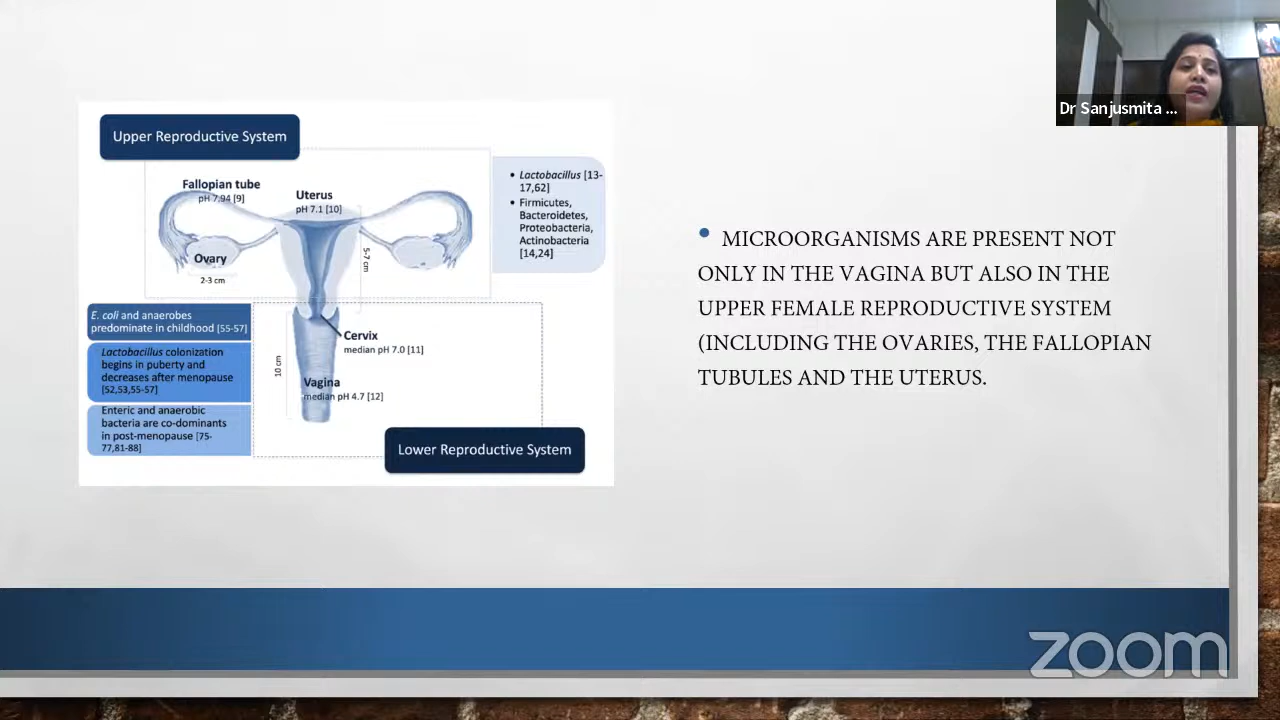 Dr Sanjusmita ...
Upper Reproductive System
Fallopian tube
pH 7.94 [9]
Uterus
pH 7.1 [10]
Ovary
2-3 cm
5-7 cm
• Lactobacillus [13-
17,62]
• Firmicutes,
Bacteroidetes,
Proteobacteria,
Actinobacteria
[14,24]
E. coli and anaerobes
predominate in childhood [55-57]
Lactobacillus colonization
begins in puberty and
decreases after menopause
[52,53,55-57]
Enteric and anaerobic
bacteria are co-dominants
in post-menopause [75-
77,81-88]
Cervix
median pH 7.0 [11]
10 cm
Vagina
median pH 4.7 [12]
Lower Reproductive System
• MICROORGANISMS ARE PRESENT NOT
ONLY IN THE VAGINA BUT ALSO IN THE
UPPER FEMALE REPRODUCTIVE SYSTEM
(INCLUDING THE OVARIES, THE FALLOPIAN
TUBULES AND THE UTERUS.
zoom